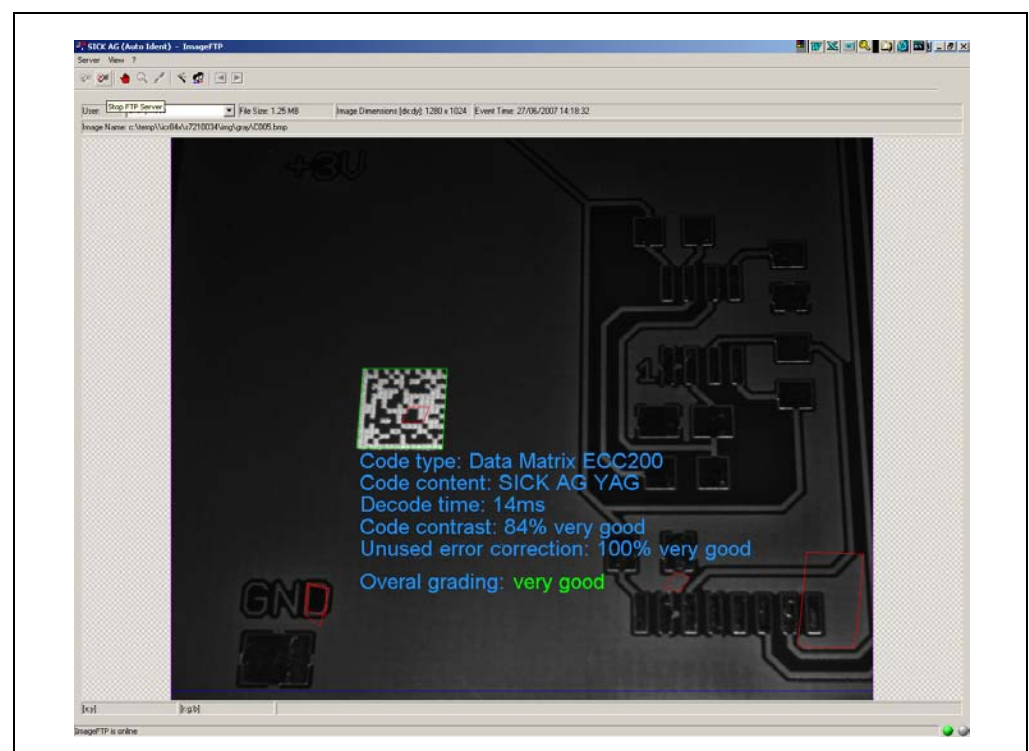 SICK AG (Auto Ident) - ImageFTP
Server View ?
Stop FTP Server
User: File Size: 1.25 MB Image Dimensions [dx:dy]: 1280 x 1024 Event Time: 27/06/2007 14:18:32
Image Name: c:\temp\\icr84x\s7210034\img\gray\C005.bmp
+3V
Code type: Data Matrix ECC200
Code content: SICK AG YAG
Decode time: 14ms
Code contrast: 84% very good
Unused error correction: 100% very good
Overal grading: very good
GND
[x:y] [r:g:b]
ImageFTP is online